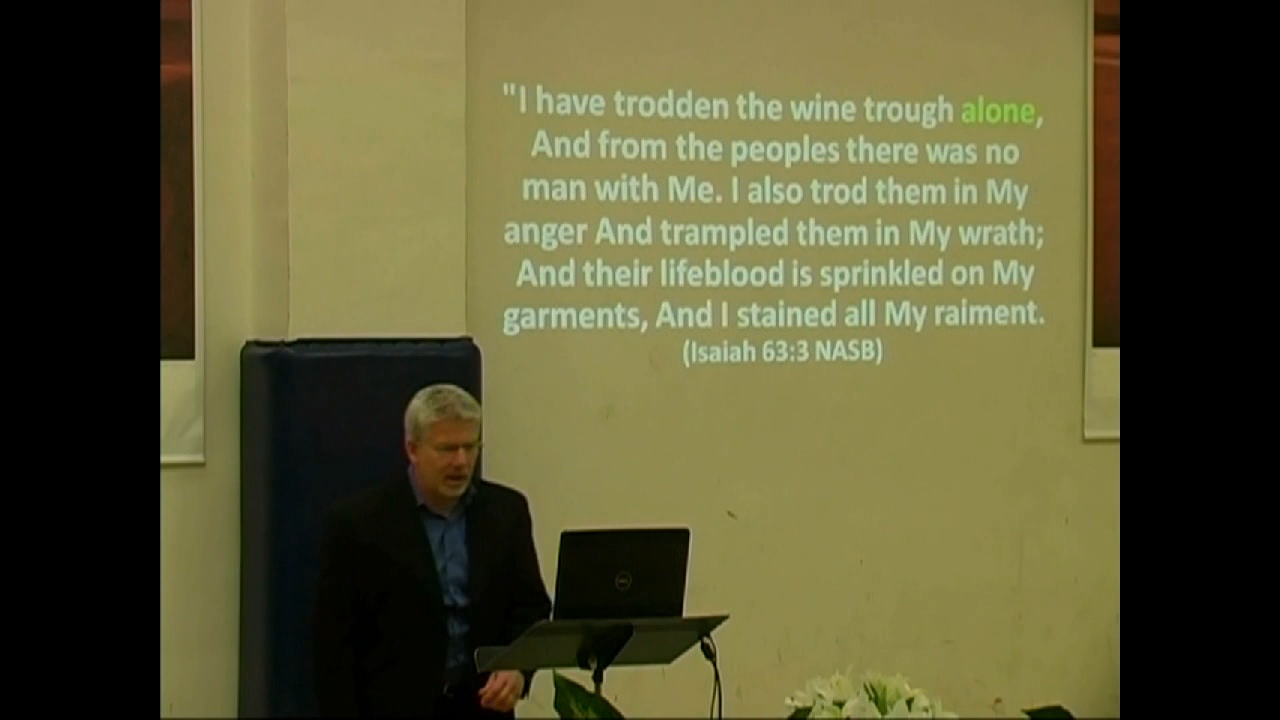 "I have trodden the wine trough alone,
And from the peoples there was no
man with Me. I also trod them in My
anger And trampled them in My wrath;
And their lifeblood is sprinkled on My
garments, And I stained all My raiment.
(Isaiah 63:3 NASB)
DELL